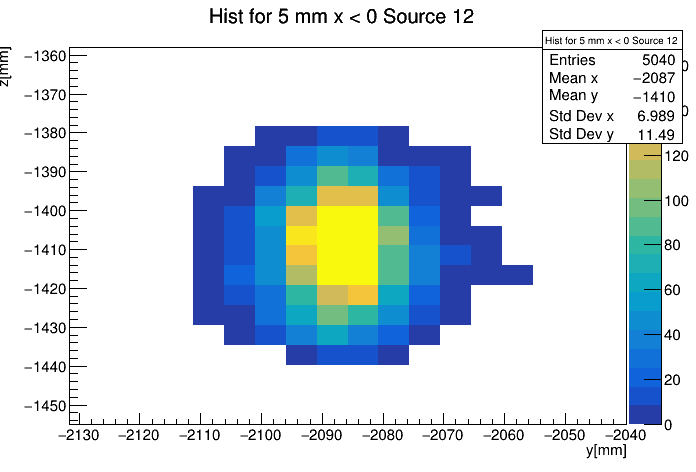 Hist for 5 mm x < 0 Source 12
Hist for 5 mm x < 0 Source 12
Entries 5040
Mean x −2087
Mean y −1410
Std Dev x 6.989
Std Dev y 11.49
z[mm]
−1360
−1370
−1380
−1390
−1400
−1410
−1420
−1430
−1440
−1450
−2130 −2120 −2110 −2100 −2090 −2080 −2070 −2060 −2050 −2040
y[mm]
120
100
80
60
40
20
0